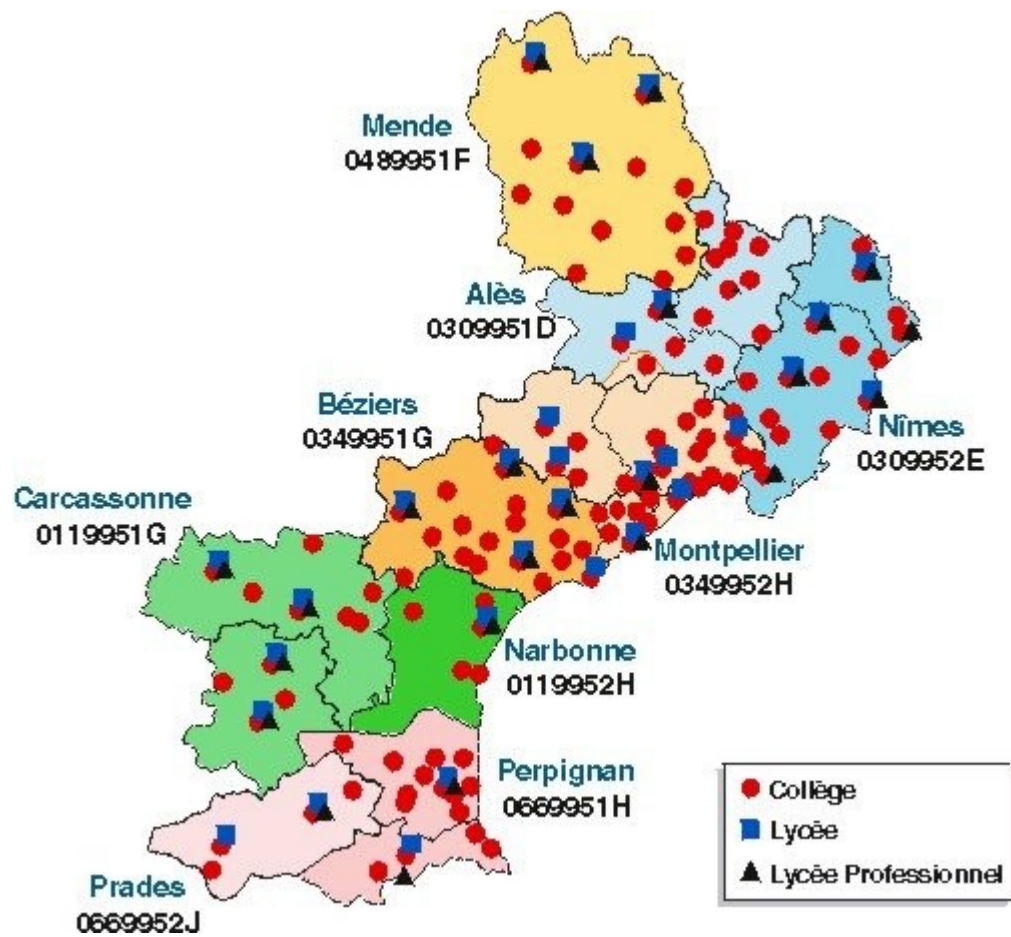 Mende
0489951F
Alès
0309951D
Béziers
0349951G
Nîmes
0309952E
Carcassonne
0119951G
Montpellier
0349952H
Narbonne
0119952H
Perpignan
0669951H
Prades
0669952J
Collège
Lycée
Lycée Professionnel